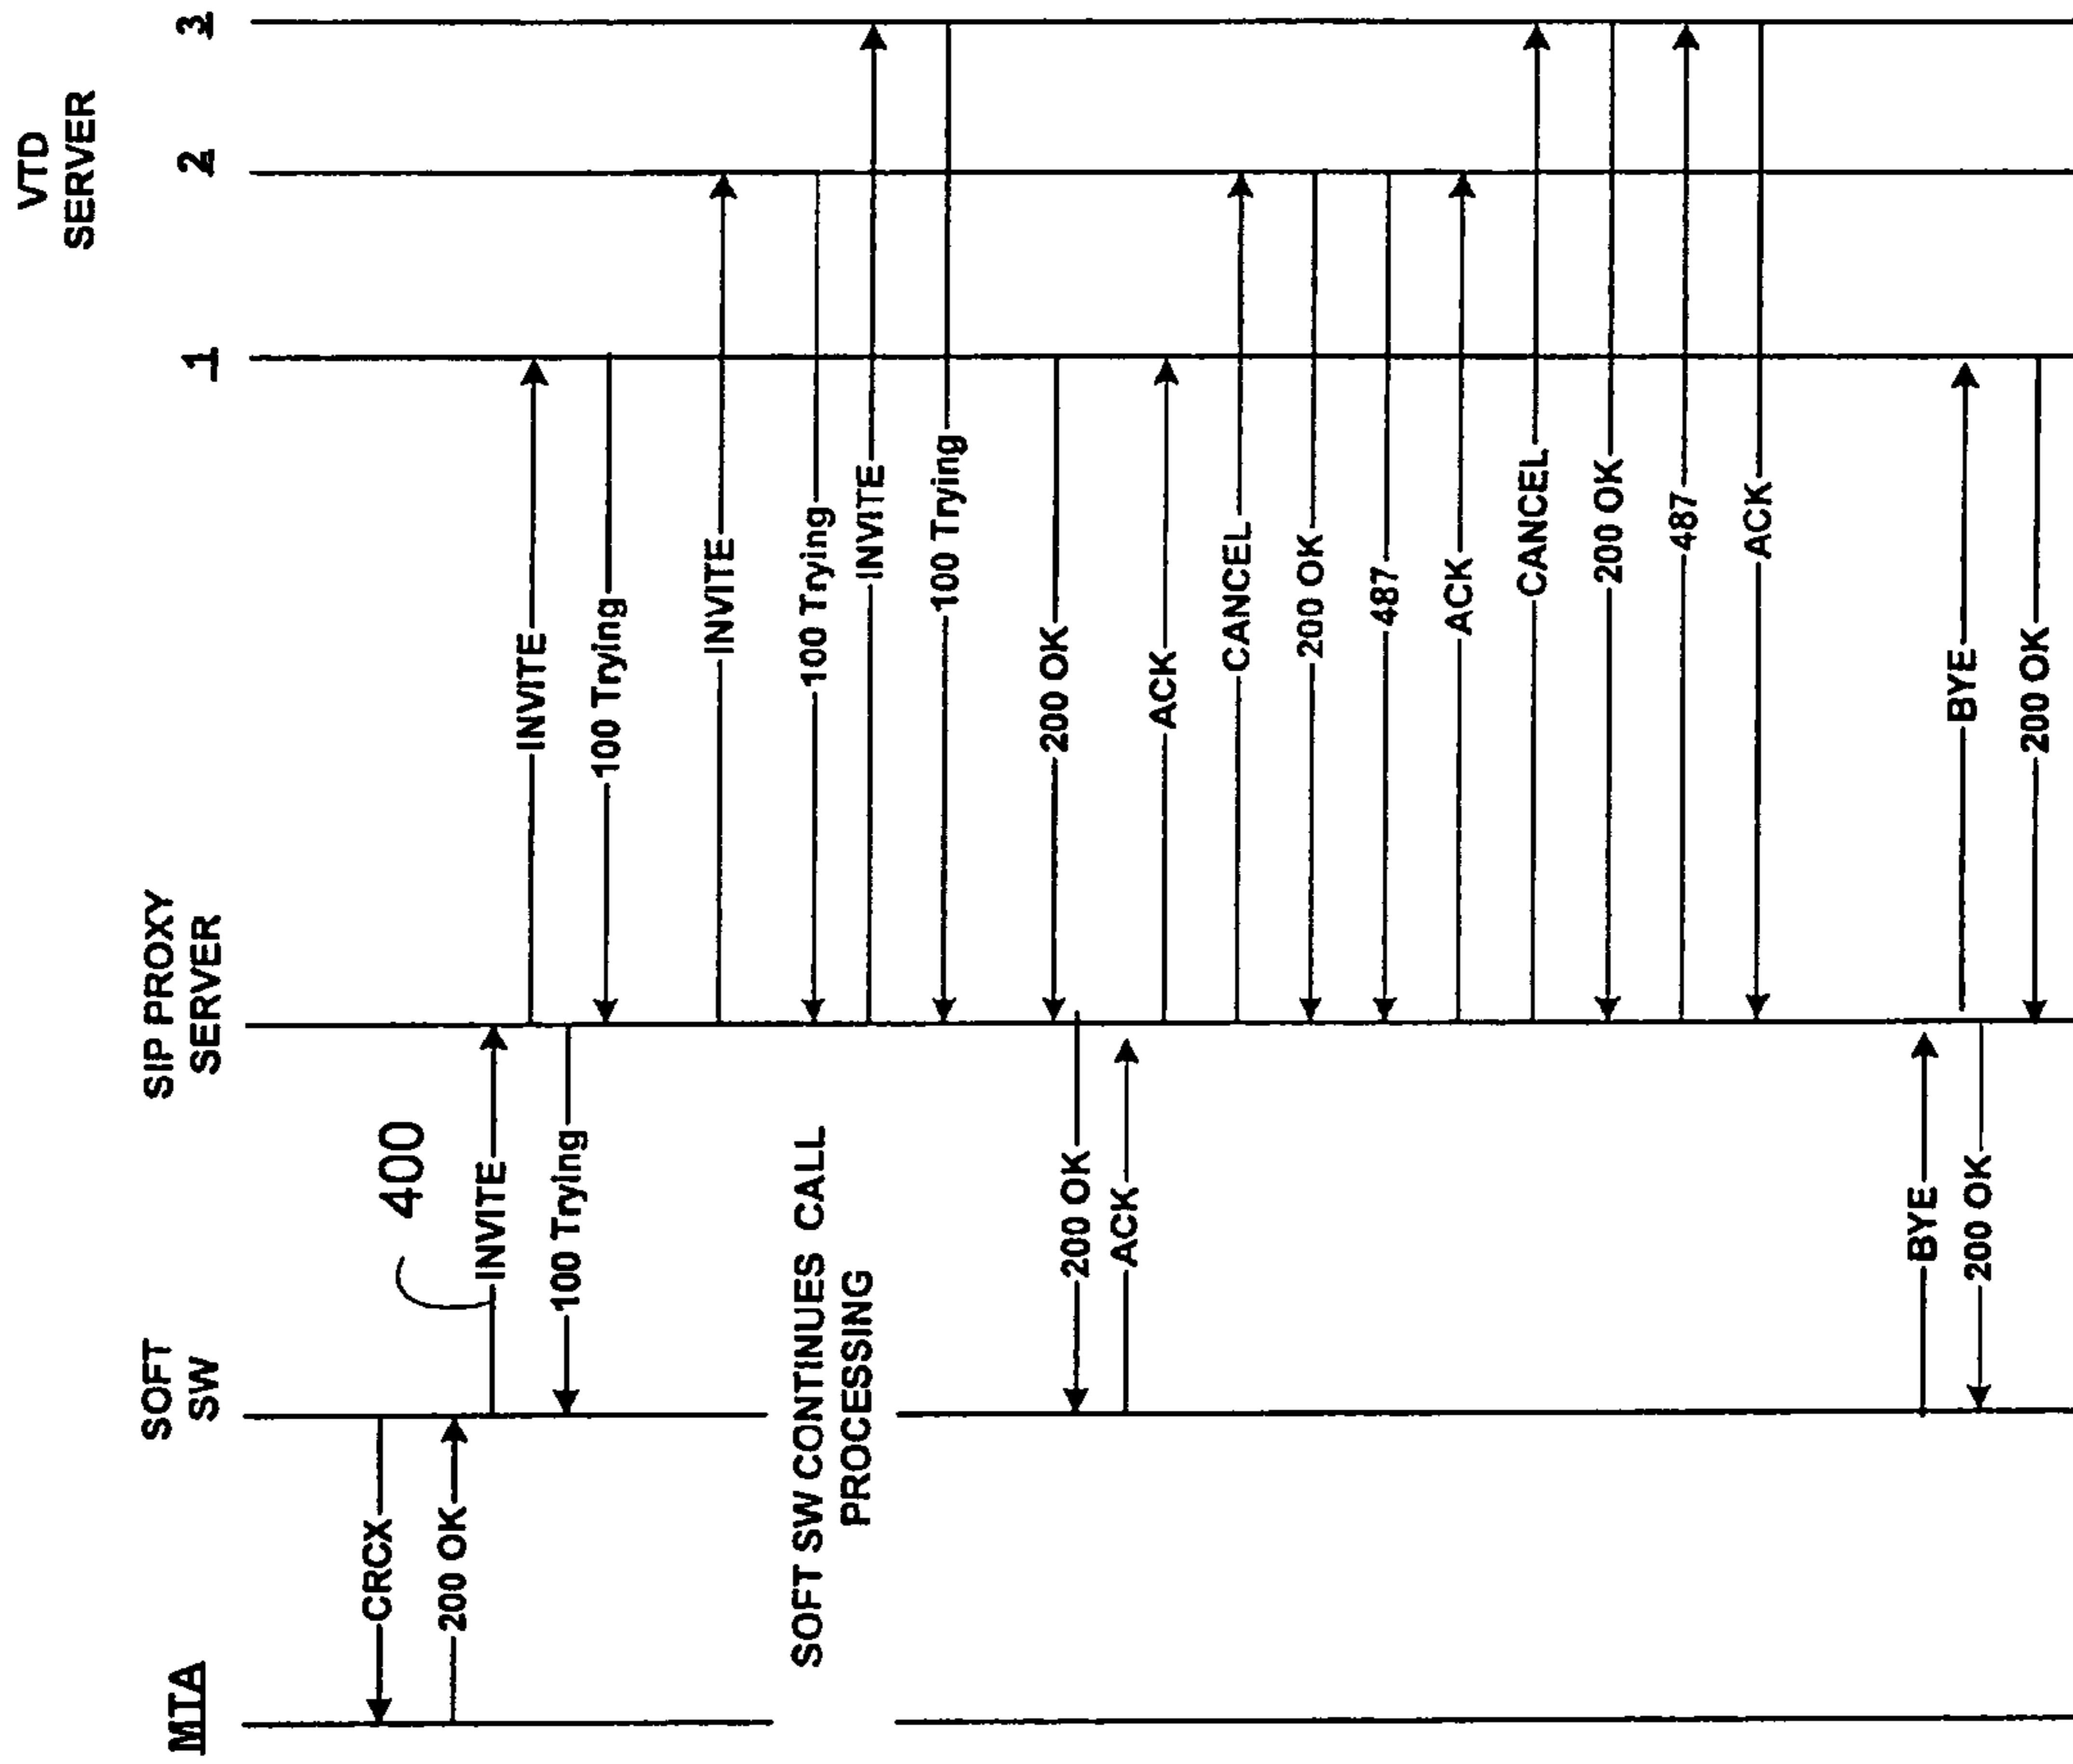 MTA
SOFT
SW
SIP PROXY
SERVER
VTD
SERVER
1
2
3
CRCX
200 OK
400
INVITE
INVITE
100 Trying
100 Trying
INVITE
SOFT SW CONTINUES CALL
PROCESSING
100 Trying
INVITE
100 Trying
200 OK
200 OK
ACK
ACK
CANCEL
200 OK
487
ACK
CANCEL
200 OK
487
ACK
BYE
BYE
200 OK
200 OK